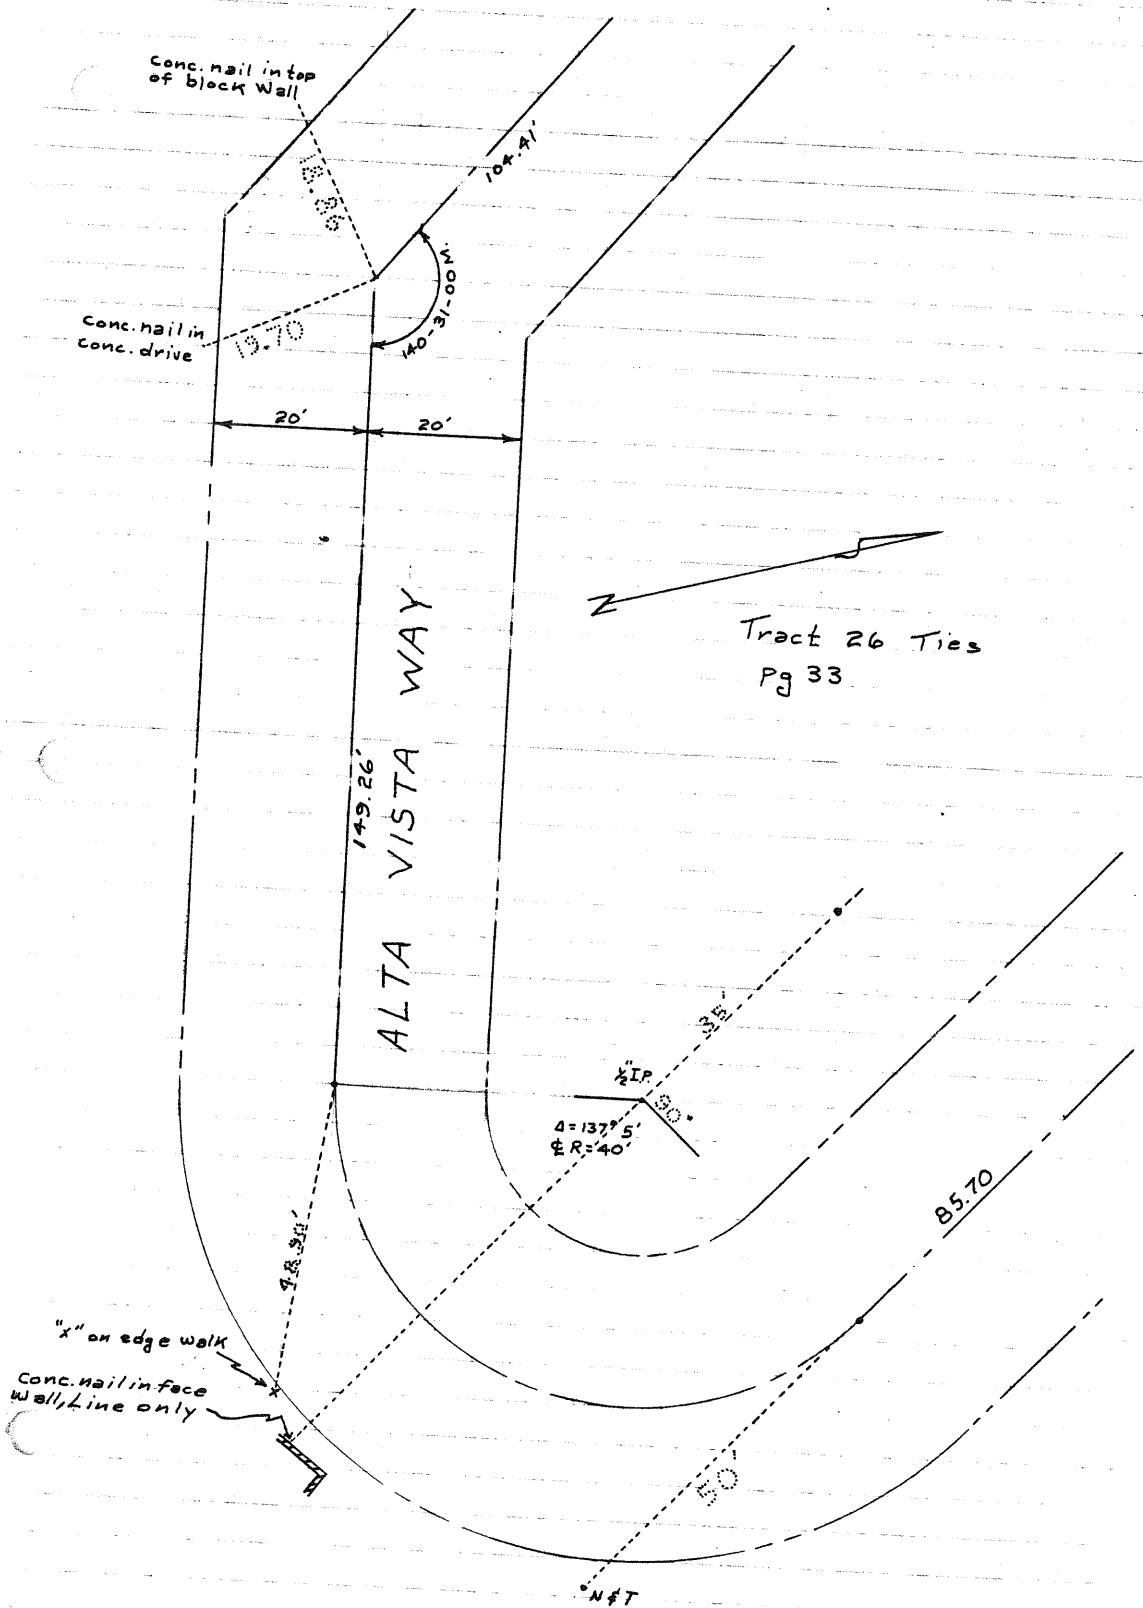 Conc. nail in top
of block Wall
18.86
104.41'
140-31-00 M.
Conc. nail in
conc. drive
19.70
20'
20'
N
Tract 26 Ties
Pg 33
149.26'
ALTA VISTA WAY
35'
½" I.P.
90°
Δ=137° 5'
℄ R=40'
85.70
48.90'
"X" on edge walk
x
Conc. nail in face
Wall, Line only
50'
N & T